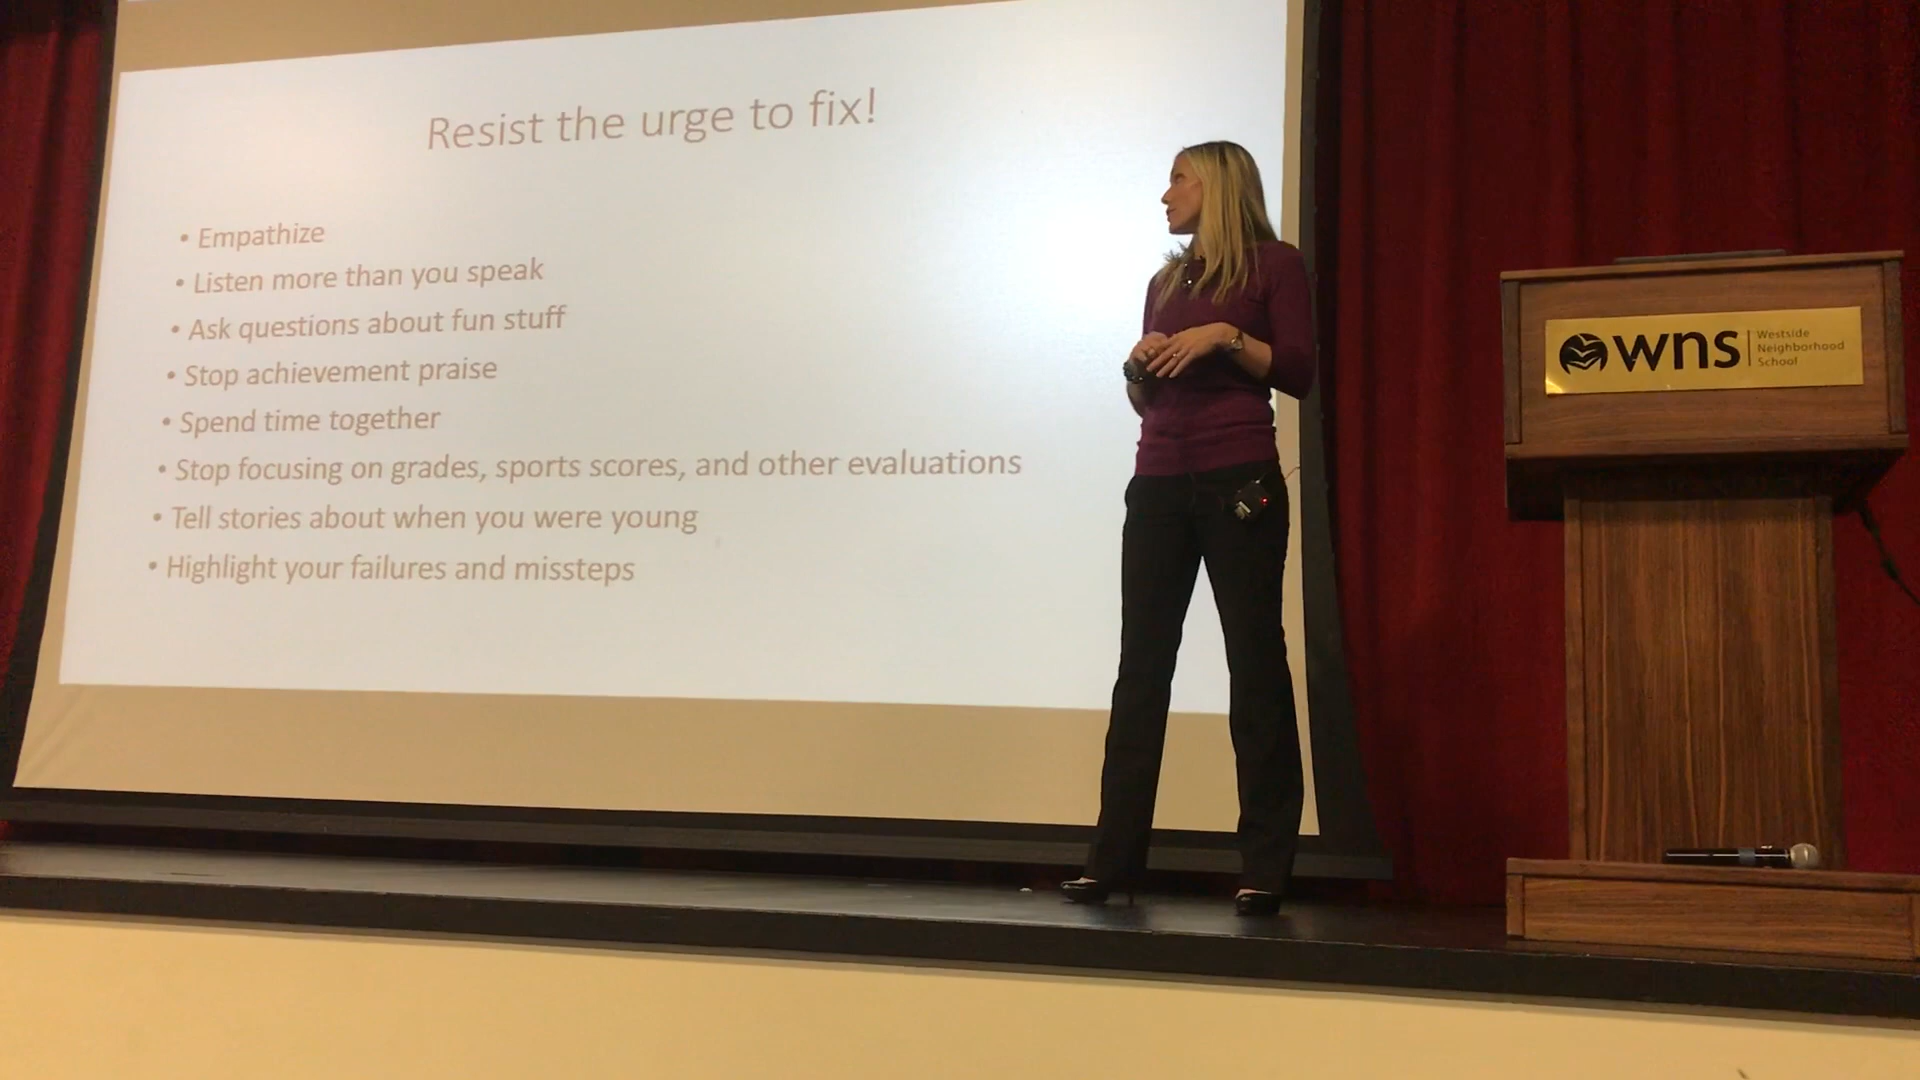 Resist the urge to fix!
• Empathize
• Listen more than you speak
• Ask questions about fun stuff
• Stop achievement praise
• Spend time together
• Stop focusing on grades, sports scores, and other evaluations
• Tell stories about when you were young
• Highlight your failures and missteps
wns
Westside
Neighborhood
School